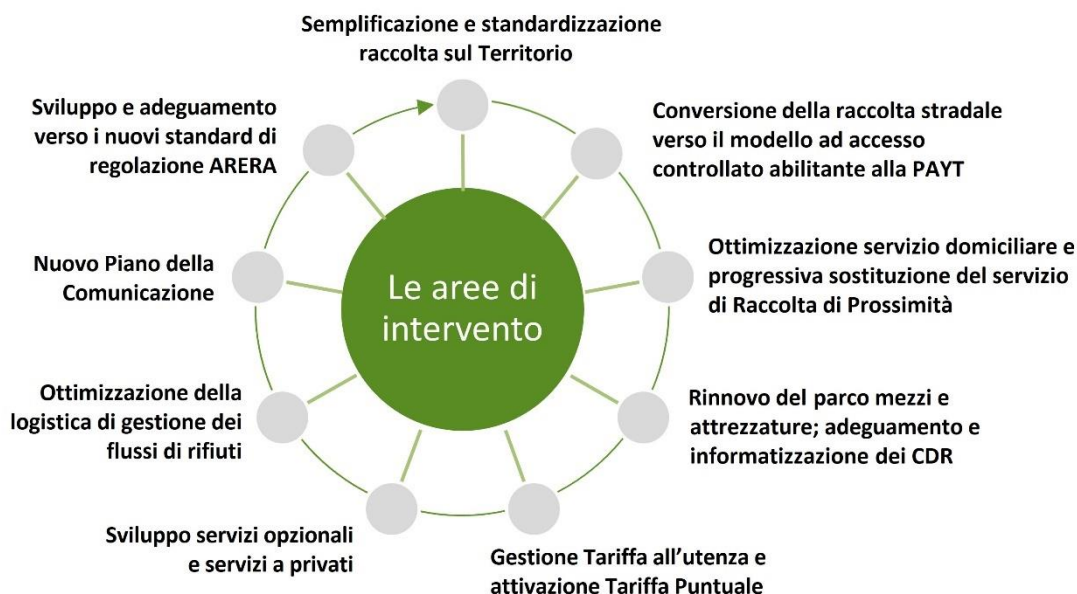 Semplificazione e standardizzazione
raccolta sul Territorio
Conversione della raccolta stradale
verso il modello ad accesso
controllato abilitante alla PAYT
Ottimizzazione servizio domiciliare e
progressiva sostituzione del servizio
di Raccolta di Prossimità
Rinnovo del parco mezzi e
attrezzature; adeguamento e
informatizzazione dei CDR
Gestione Tariffa all’utenza e
attivazione Tariffa Puntuale
Sviluppo servizi opzionali
e servizi a privati
Ottimizzazione della
logistica di gestione dei
flussi di rifiuti
Nuovo Piano della
Comunicazione
Sviluppo e adeguamento
verso i nuovi standard di
regolazione ARERA
Le aree di
intervento